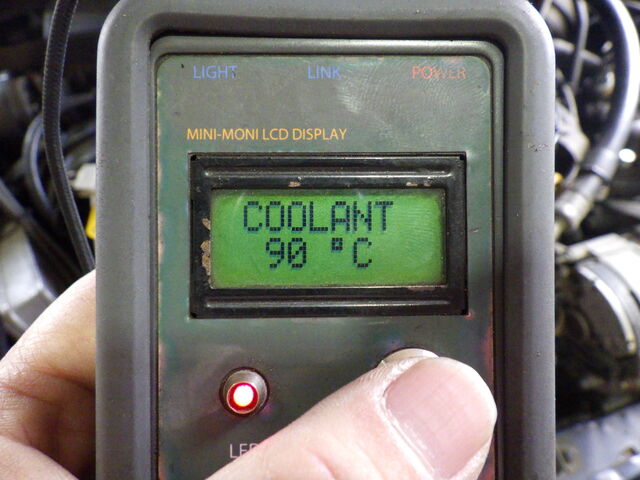 LIGHT LINK POWER
MINI-MONI LCD DISPLAY
COOLANT
90 °C